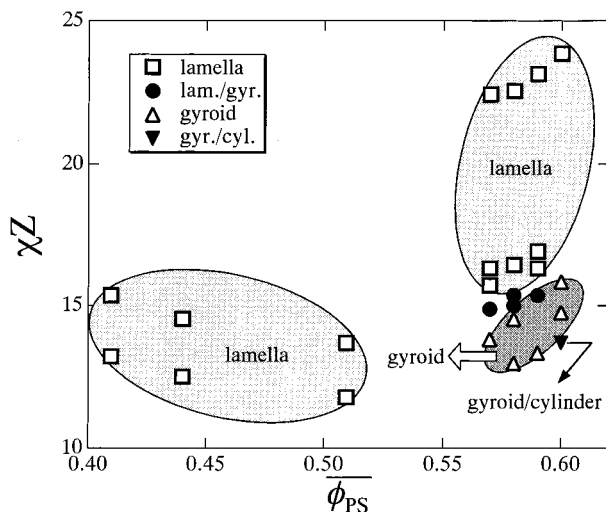 25
20
15
10
χZ
lamella
lam./gyr.
gyroid
gyr./cyl.
lamella
lamella
gyroid
gyroid/cylinder
0.40
0.45
0.50
0.55
0.60
ϕPS